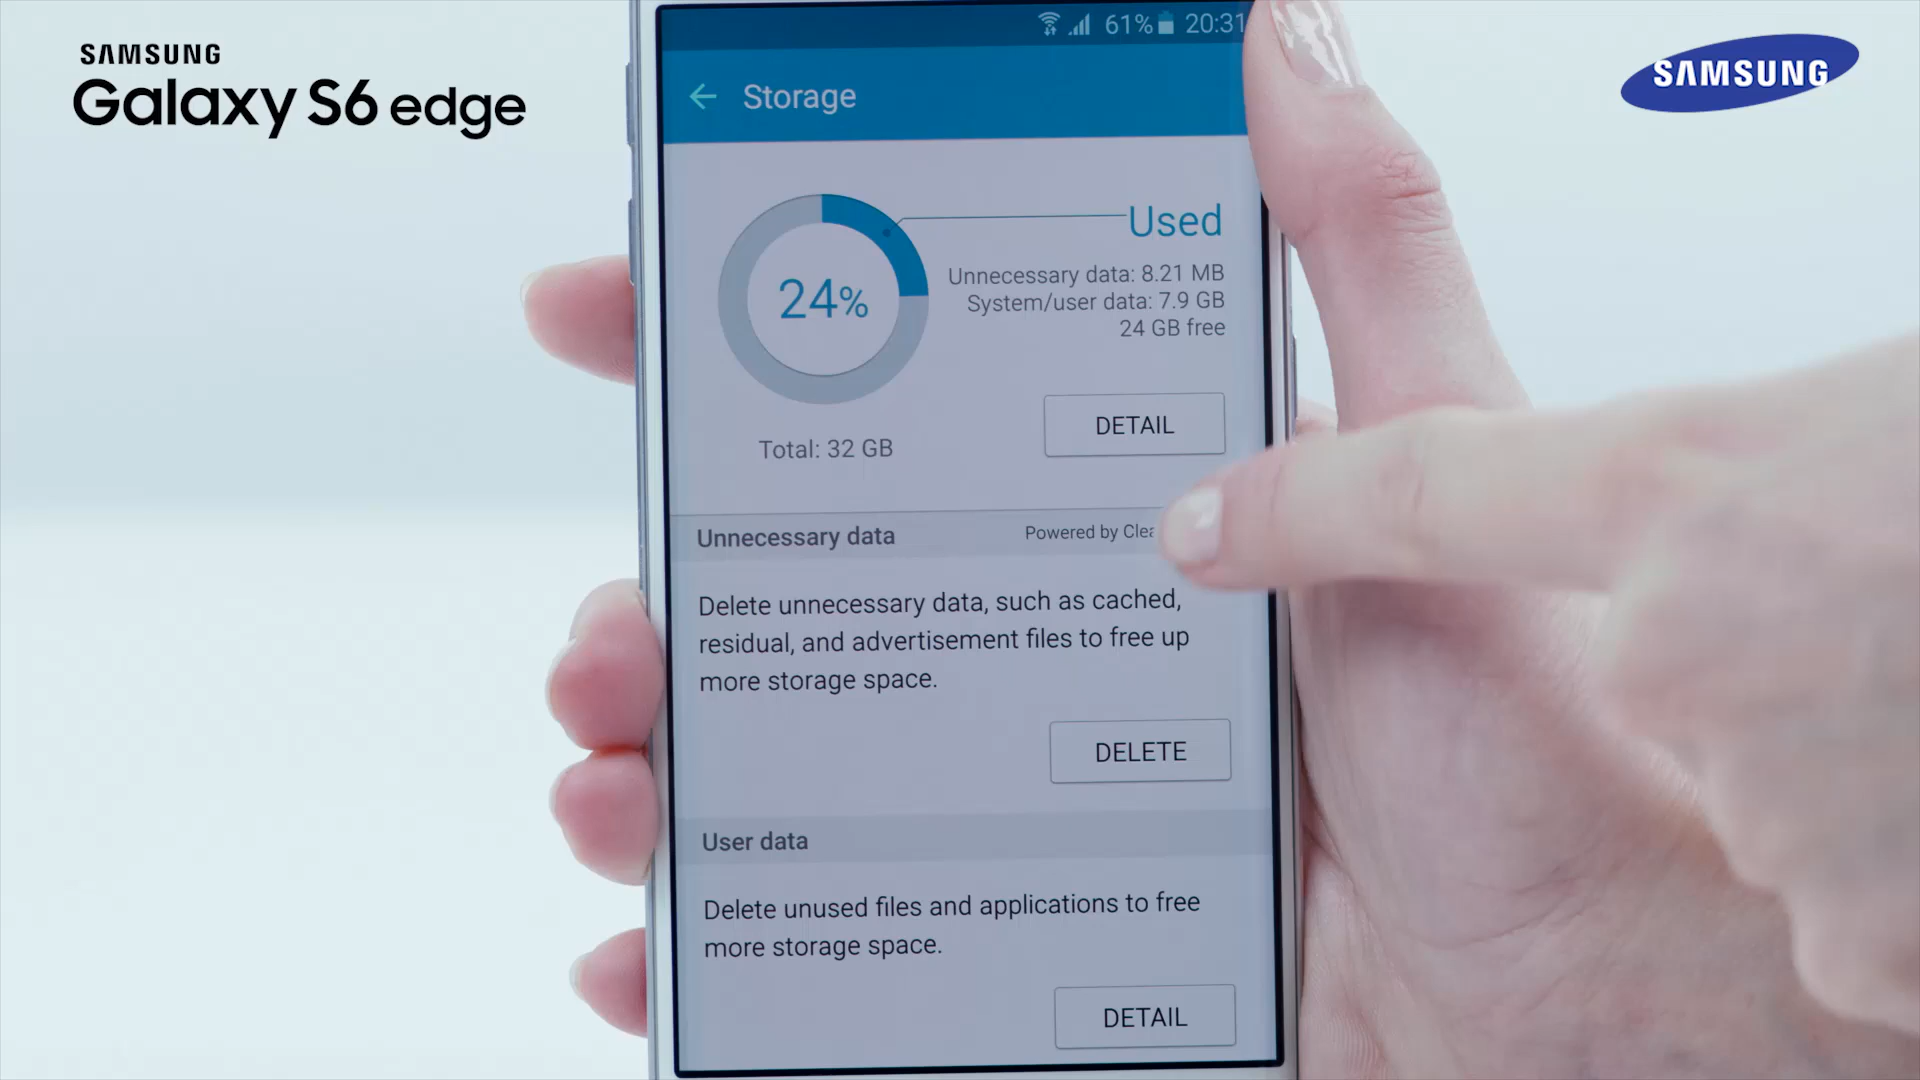 SAMSUNG
Galaxy S6 edge
SAMSUNG
61% 20:31
Storage
24%
Used
Unnecessary data: 8.21 MB
System/user data: 7.9 GB
24 GB free
DETAIL
Total: 32 GB
Unnecessary data
Powered by
Delete unnecessary data, such as cached,
residual, and advertisement files to free up
more storage space.
DELETE
User data
Delete unused files and applications to free
more storage space.
DETAIL